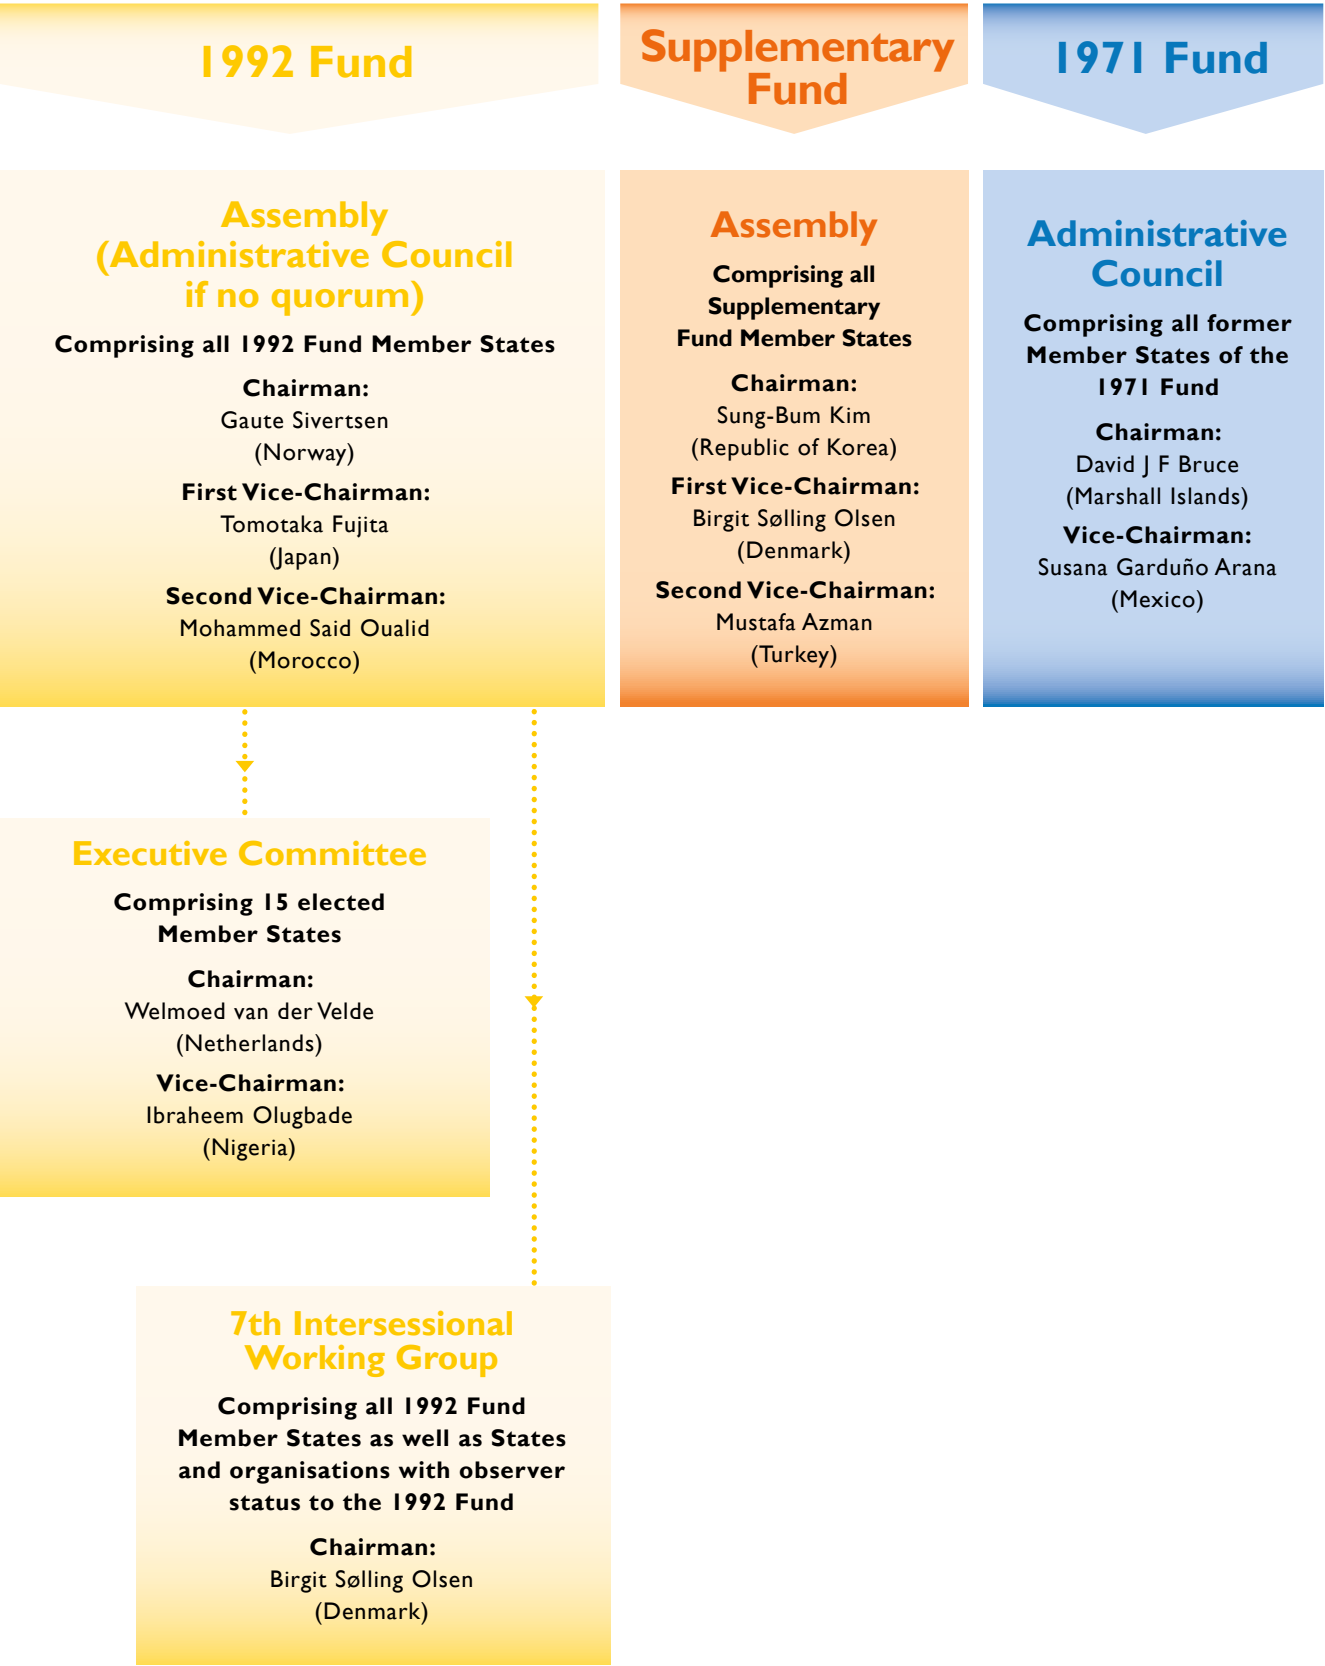 1992 Fund
Supplementary
Fund
1971 Fund
Assembly
(Administrative Council
if no quorum)
Comprising all 1992 Fund Member States
Chairman:
Gaute Sivertsen
(Norway)
First Vice-Chairman:
Tomotaka Fujita
(Japan)
Second Vice-Chairman:
Mohammed Said Oualid
(Morocco)
Assembly
Comprising all
Supplementary
Fund Member States
Chairman:
Sung-Bum Kim
(Republic of Korea)
First Vice-Chairman:
Birgit Sølling Olsen
(Denmark)
Second Vice-Chairman:
Mustafa Azman
(Turkey)
Administrative
Council
Comprising all former
Member States of the
1971 Fund
Chairman:
David J F Bruce
(Marshall Islands)
Vice-Chairman:
Susana Garduño Arana
(Mexico)
Executive Committee
Comprising 15 elected
Member States
Chairman:
Welmoed van der Velde
(Netherlands)
Vice-Chairman:
Ibraheem Olugbade
(Nigeria)
7th Intersessional
Working Group
Comprising all 1992 Fund
Member States as well as States
and organisations with observer
status to the 1992 Fund
Chairman:
Birgit Sølling Olsen
(Denmark)